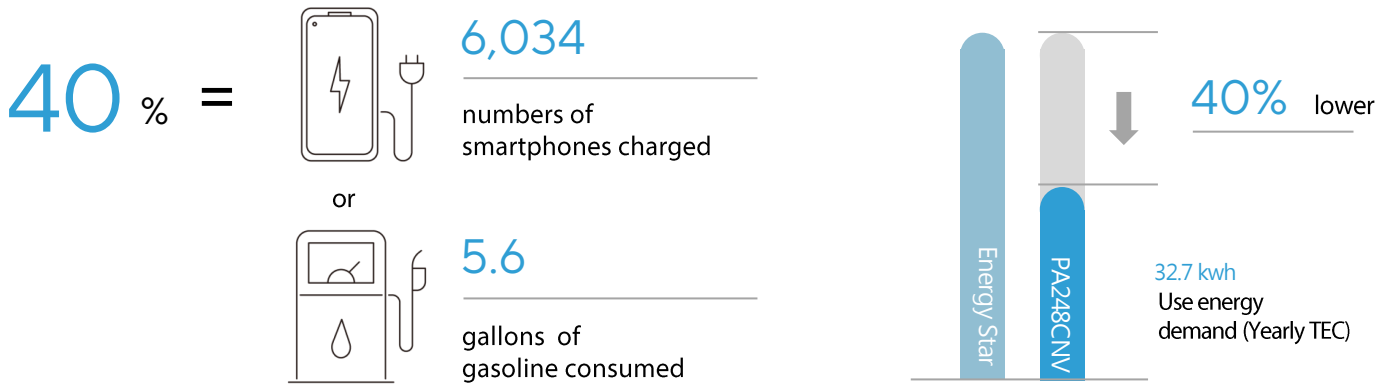 40 % =
6,034
numbers of
smartphones charged
or
5.6
gallons of
gasoline consumed
Energy Star
PA248CNV
40% lower
32.7 kwh
Use energy
demand (Yearly TEC)